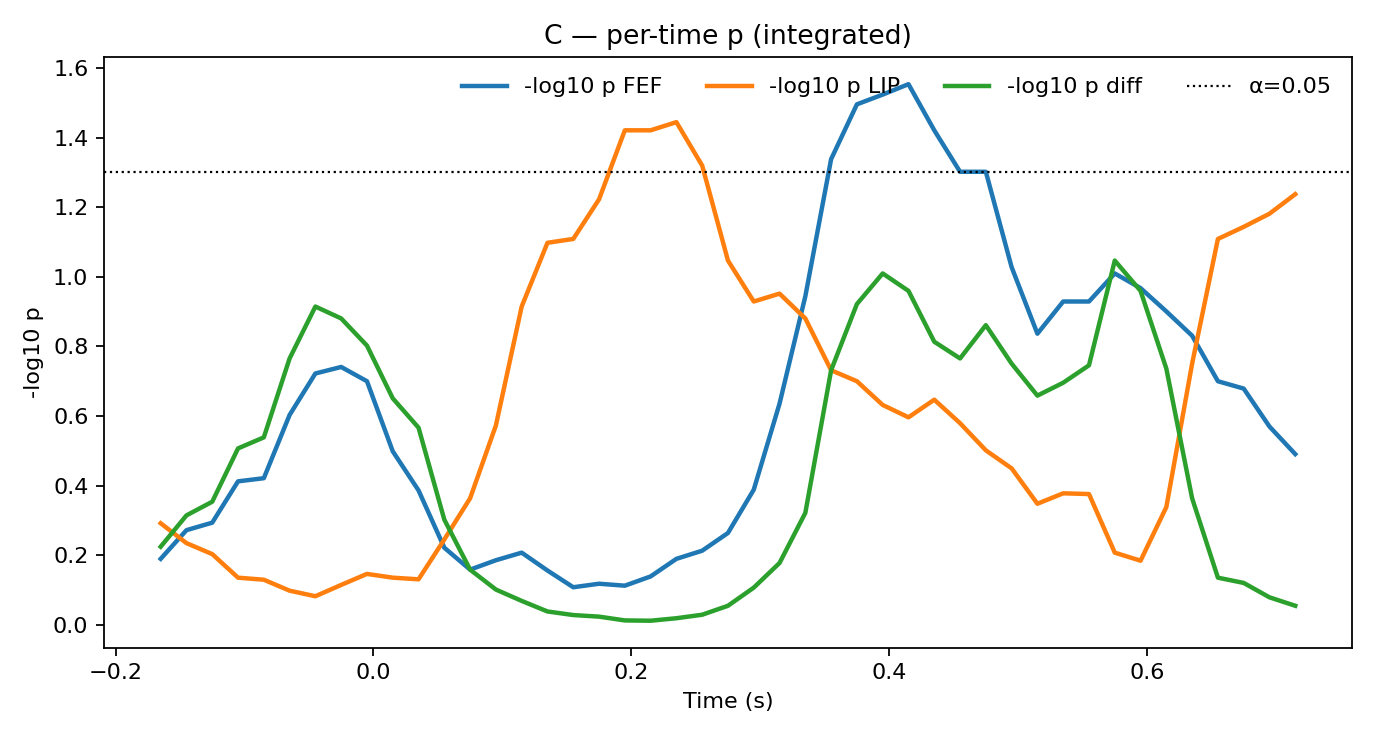 C — per-time p (integrated)
-log10 p FEF -log10 p LIP -log10 p diff α=0.05
1.6
1.4
1.2
1.0
0.8
0.6
0.4
0.2
0.0
-log10 p
−0.2 0.0 0.2 0.4 0.6
Time (s)